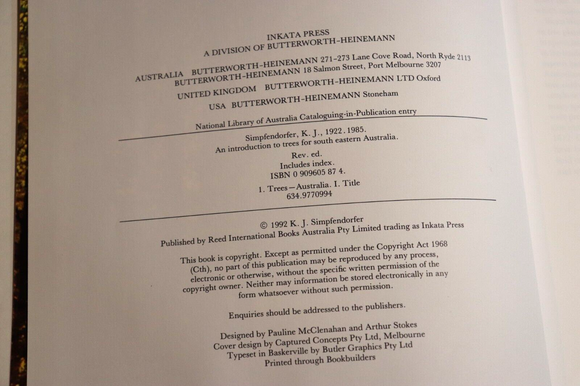 INKATA PRESS
A DIVISION OF BUTTERWORTH–HEINEMANN
AUSTRALIA BUTTERWORTH–HEINEMANN 271–273 Lane Cove Road, North Ryde 2113
BUTTERWORTH–HEINEMANN 18 Salmon Street, Port Melbourne 3207
UNITED KINGDOM BUTTERWORTH–HEINEMANN LTD Oxford
USA BUTTERWORTH–HEINEMANN Stoneham
National Library of Australia Cataloguing-in-Publication entry
Simpfendorfer, K. J., 1922.1985.
An introduction to trees for south eastern Australia.
Rev. ed.
Includes index.
ISBN 0 909605 87 4.
1. Trees—Australia. I. Title
634.9770994
© 1992 K. J. Simpfendorfer
Published by Reed International Books Australia Pty Limited trading as Inkata Press
This book is copyright. Except as permitted under the Copyright Act 1968
(Cth), no part of this publication may be reproduced by any process,
electronic or otherwise, without the specific written permission of the
copyright owner. Neither may information be stored electronically in any
form whatsoever without such permission.
Enquiries should be addressed to the publishers.
Designed by Pauline McClenahan and Arthur Stokes
Cover design by Captured Concepts Pty Ltd, Melbourne
Typeset in Baskerville by Butler Graphics Pty Ltd
Printed through Bookbuilders